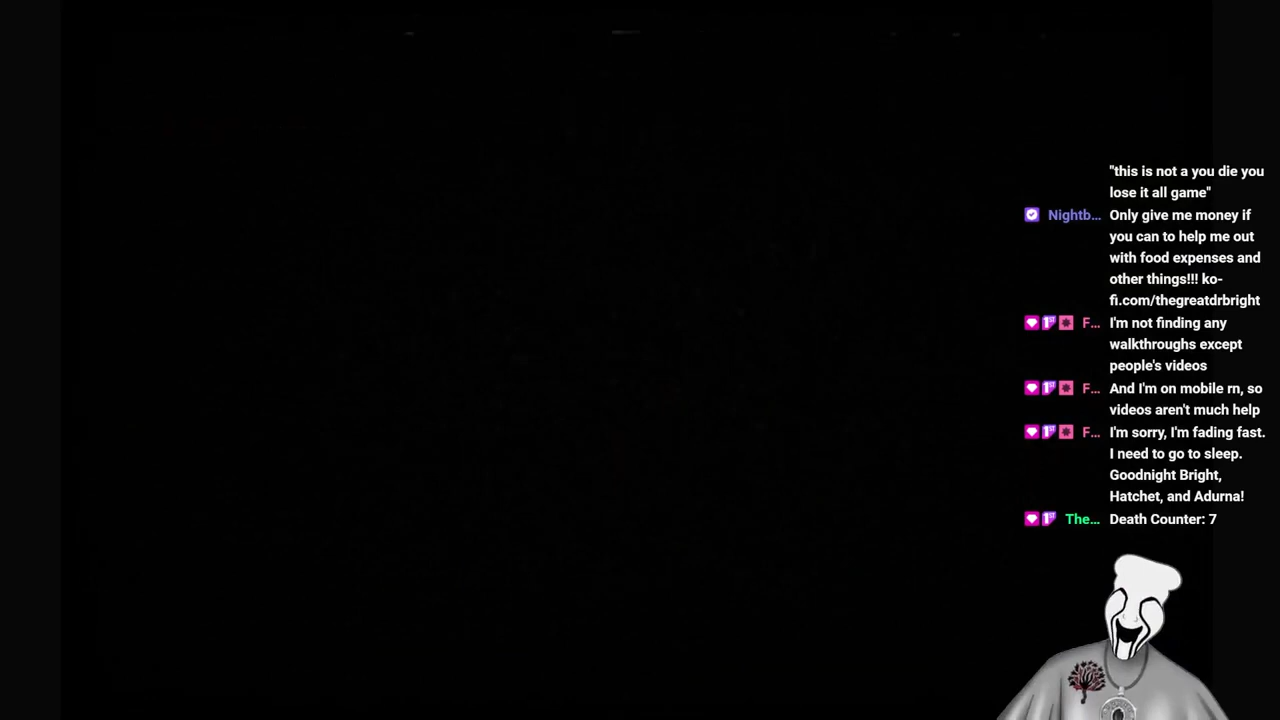 "this is not a you die you
lose it all game"
Nightb... Only give me money if
you can to help me out
with food expenses and
other things!!! ko-
fi.com/thegreatdrbright
F... I'm not finding any
walkthroughs except
people's videos
F... And I'm on mobile rn, so
videos aren't much help
F... I'm sorry, I'm fading fast.
I need to go to sleep.
Goodnight Bright,
Hatchet, and Adurna!
The... Death Counter: 7